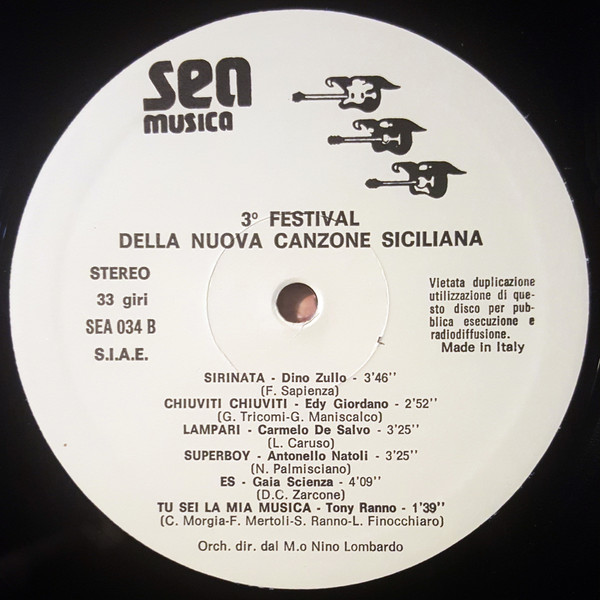 sea
musica
3º FESTIVAL
DELLA NUOVA CANZONE SICILIANA
STEREO
33 giri
SEA 034 B
S.I.A.E.
Vietata duplicazione
utilizzazione di que-
sto disco per pub-
blica esecuzione e
radiodiffusione.
Made in Italy
SIRINATA - Dino Zullo - 3'46''
(F. Sapienza)
CHIUVITI CHIUVITI - Edy Giordano - 2'52''
(G. Tricomi-G. Maniscalco)
LAMPARI - Carmelo De Salvo - 3'25''
(L. Caruso)
SUPERBOY - Antonello Natoli - 3'25''
(N. Palmisciano)
ES - Gaia Scienza - 4'09''
(D.C. Zarcone)
TU SEI LA MIA MUSICA - Tony Ranno - 1'39''
(C. Morgia-F. Mertoli-S. Ranno-L. Finocchiaro)
Orch. dir. dal M.o Nino Lombardo